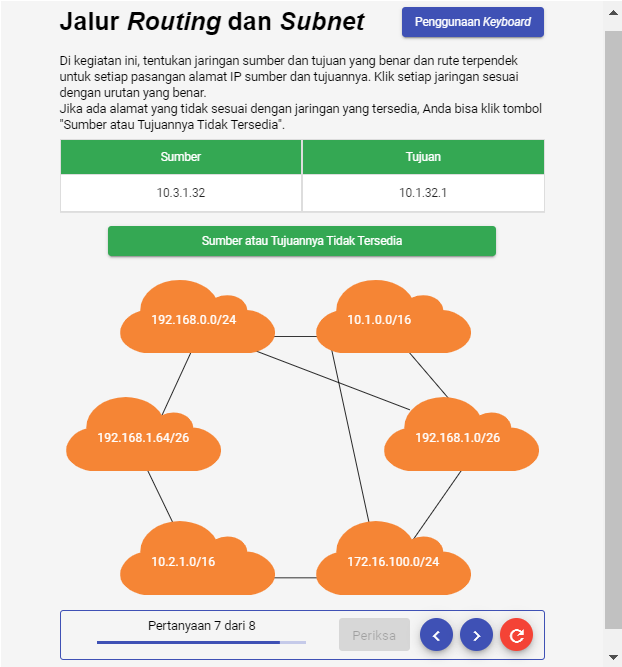 Jalur Routing dan Subnet
Penggunaan Keyboard
Di kegiatan ini, tentukan jaringan sumber dan tujuan yang benar dan rute terpendek
untuk setiap pasangan alamat IP sumber dan tujuannya. Klik setiap jaringan sesuai
dengan urutan yang benar.
Jika ada alamat yang tidak sesuai dengan jaringan yang tersedia, Anda bisa klik tombol
"Sumber atau Tujuannya Tidak Tersedia".
Sumber
Tujuan
10.3.1.32
10.1.32.1
Sumber atau Tujuannya Tidak Tersedia
192.168.0.0/24
10.1.0.0/16
192.168.1.64/26
192.168.1.0/26
10.2.1.0/16
172.16.100.0/24
Pertanyaan 7 dari 8
Periksa